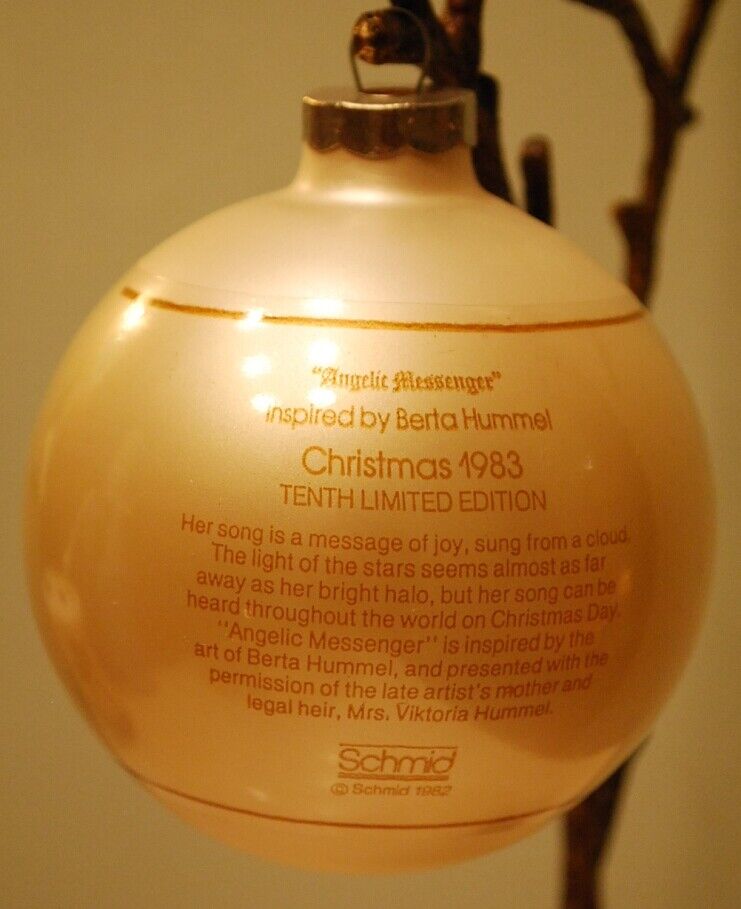 "Angelic Messenger"
Inspired by Berta Hummel
Christmas 1983
TENTH LIMITED EDITION
Her song is a message of joy, sung from a cloud.
The light of the stars seems almost as far
away as her bright halo, but her song can be
heard throughout the world on Christmas Day.
"Angelic Messenger" is inspired by the
art of Berta Hummel, and presented with the
permission of the late artist's mother and
legal heir, Mrs. Viktoria Hummel.
Schmid
© Schmid 1982